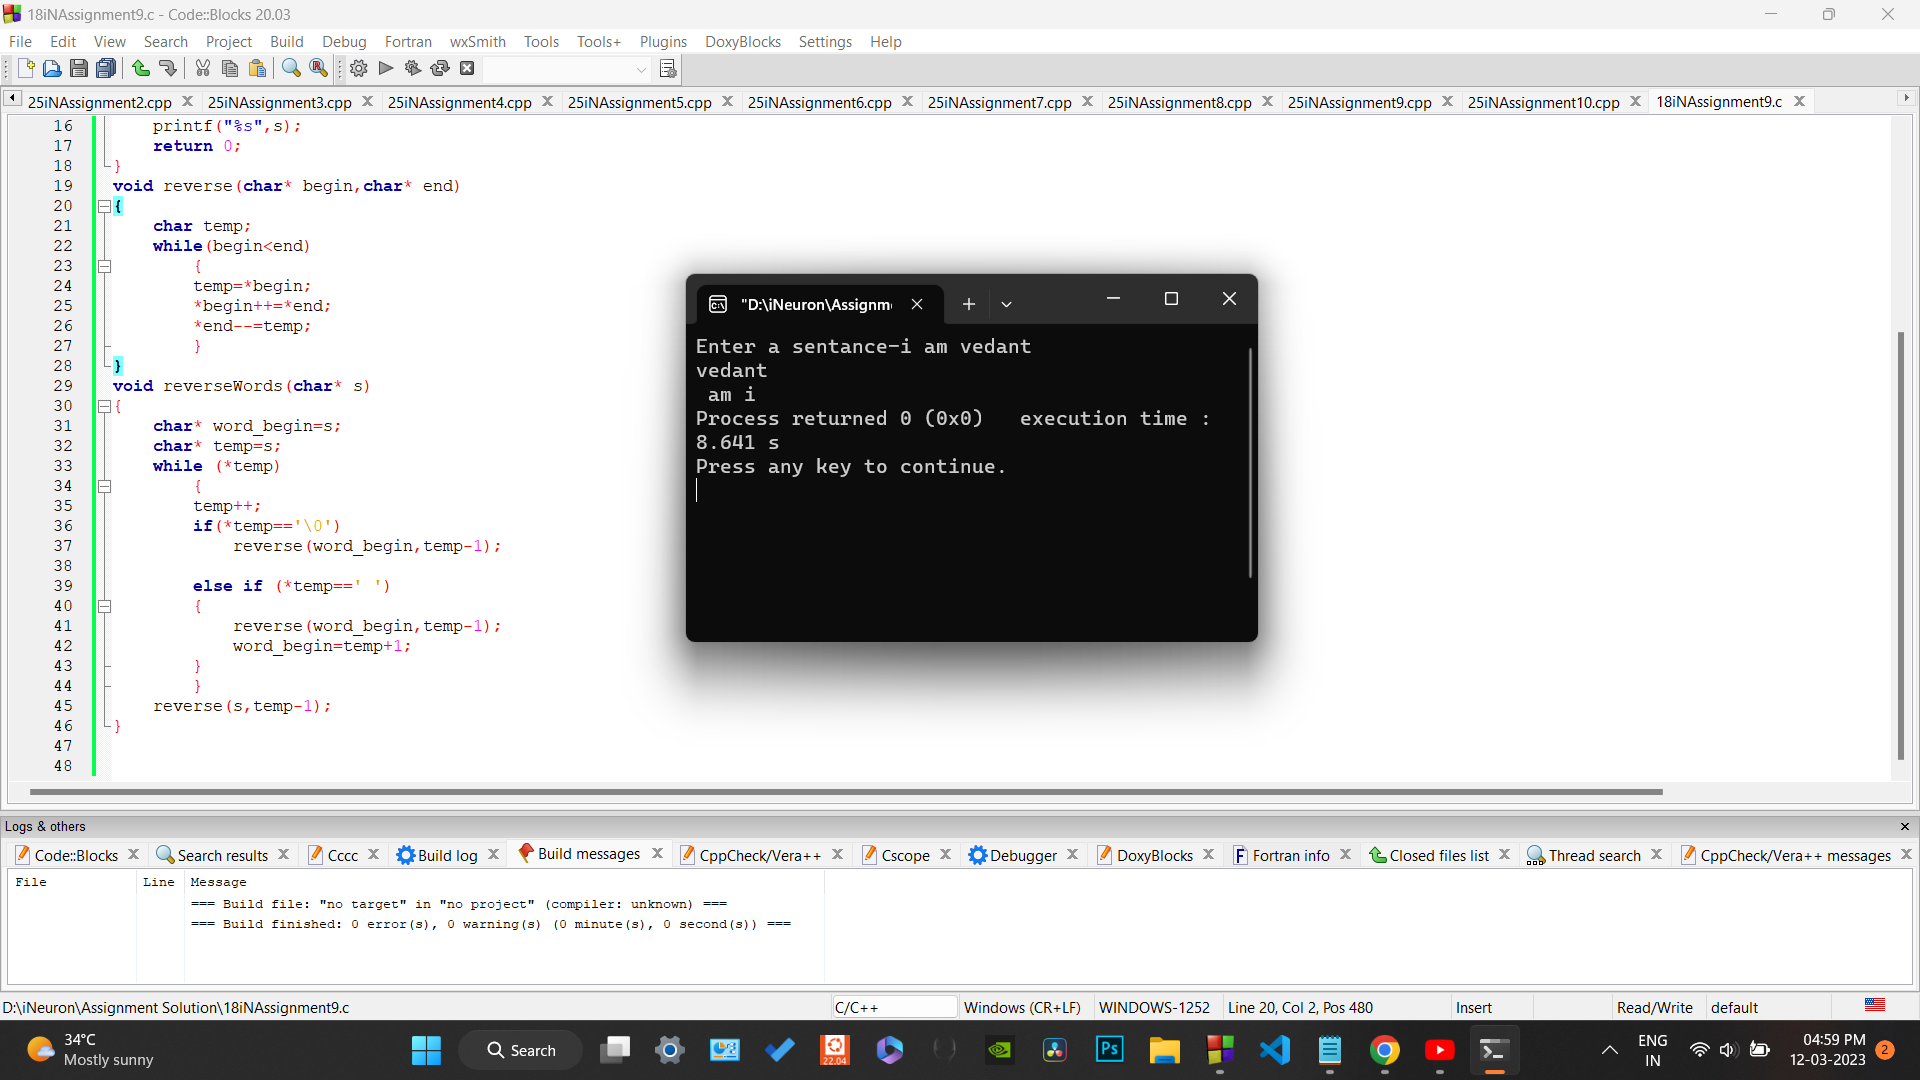 18iNAssignment9.c - Code::Blocks 20.03
File Edit View Search Project Build Debug Fortran wxSmith Tools Tools+ Plugins DoxyBlocks Settings Help
25iNAssignment2.cpp 25iNAssignment3.cpp 25iNAssignment4.cpp 25iNAssignment5.cpp 25iNAssignment6.cpp 25iNAssignment7.cpp 25iNAssignment8.cpp 25iNAssignment9.cpp 25iNAssignment10.cpp 18iNAssignment9.c
16 printf("%s",s);
17 return 0;
18 }
19 void reverse(char* begin,char* end)
20 {
21 char temp;
22 while(begin<end)
23 {
24 temp=*begin;
25 *begin++=*end;
26 *end--=temp;
27 }
28 }
29 void reverseWords(char* s)
30 {
31 char* word_begin=s;
32 char* temp=s;
33 while (*temp)
34 {
35 temp++;
36 if(*temp=='\0')
37 reverse(word_begin,temp-1);
38
39 else if (*temp==' ')
40 {
41 reverse(word_begin,temp-1);
42 word_begin=temp+1;
43 }
44 }
45 reverse(s,temp-1);
46 }
47
48
"D:\iNeuron\Assignm
Enter a sentance-i am vedant
vedant
 am i
Process returned 0 (0x0)   execution time :
8.641 s
Press any key to continue.
Logs & others
Code::Blocks Search results Cccc Build log Build messages CppCheck/Vera++ Cscope Debugger DoxyBlocks Fortran info Closed files list Thread search CppCheck/Vera++ messages
File Line Message
=== Build file: "no target" in "no project" (compiler: unknown) ===
=== Build finished: 0 error(s), 0 warning(s) (0 minute(s), 0 second(s)) ===
D:\iNeuron\Assignment Solution\18iNAssignment9.c C/C++ Windows (CR+LF) WINDOWS-1252 Line 20, Col 2, Pos 480 Insert Read/Write default
34°C
Mostly sunny
Search
22.04
Ps
ENG
IN
04:59 PM
12-03-2023
2